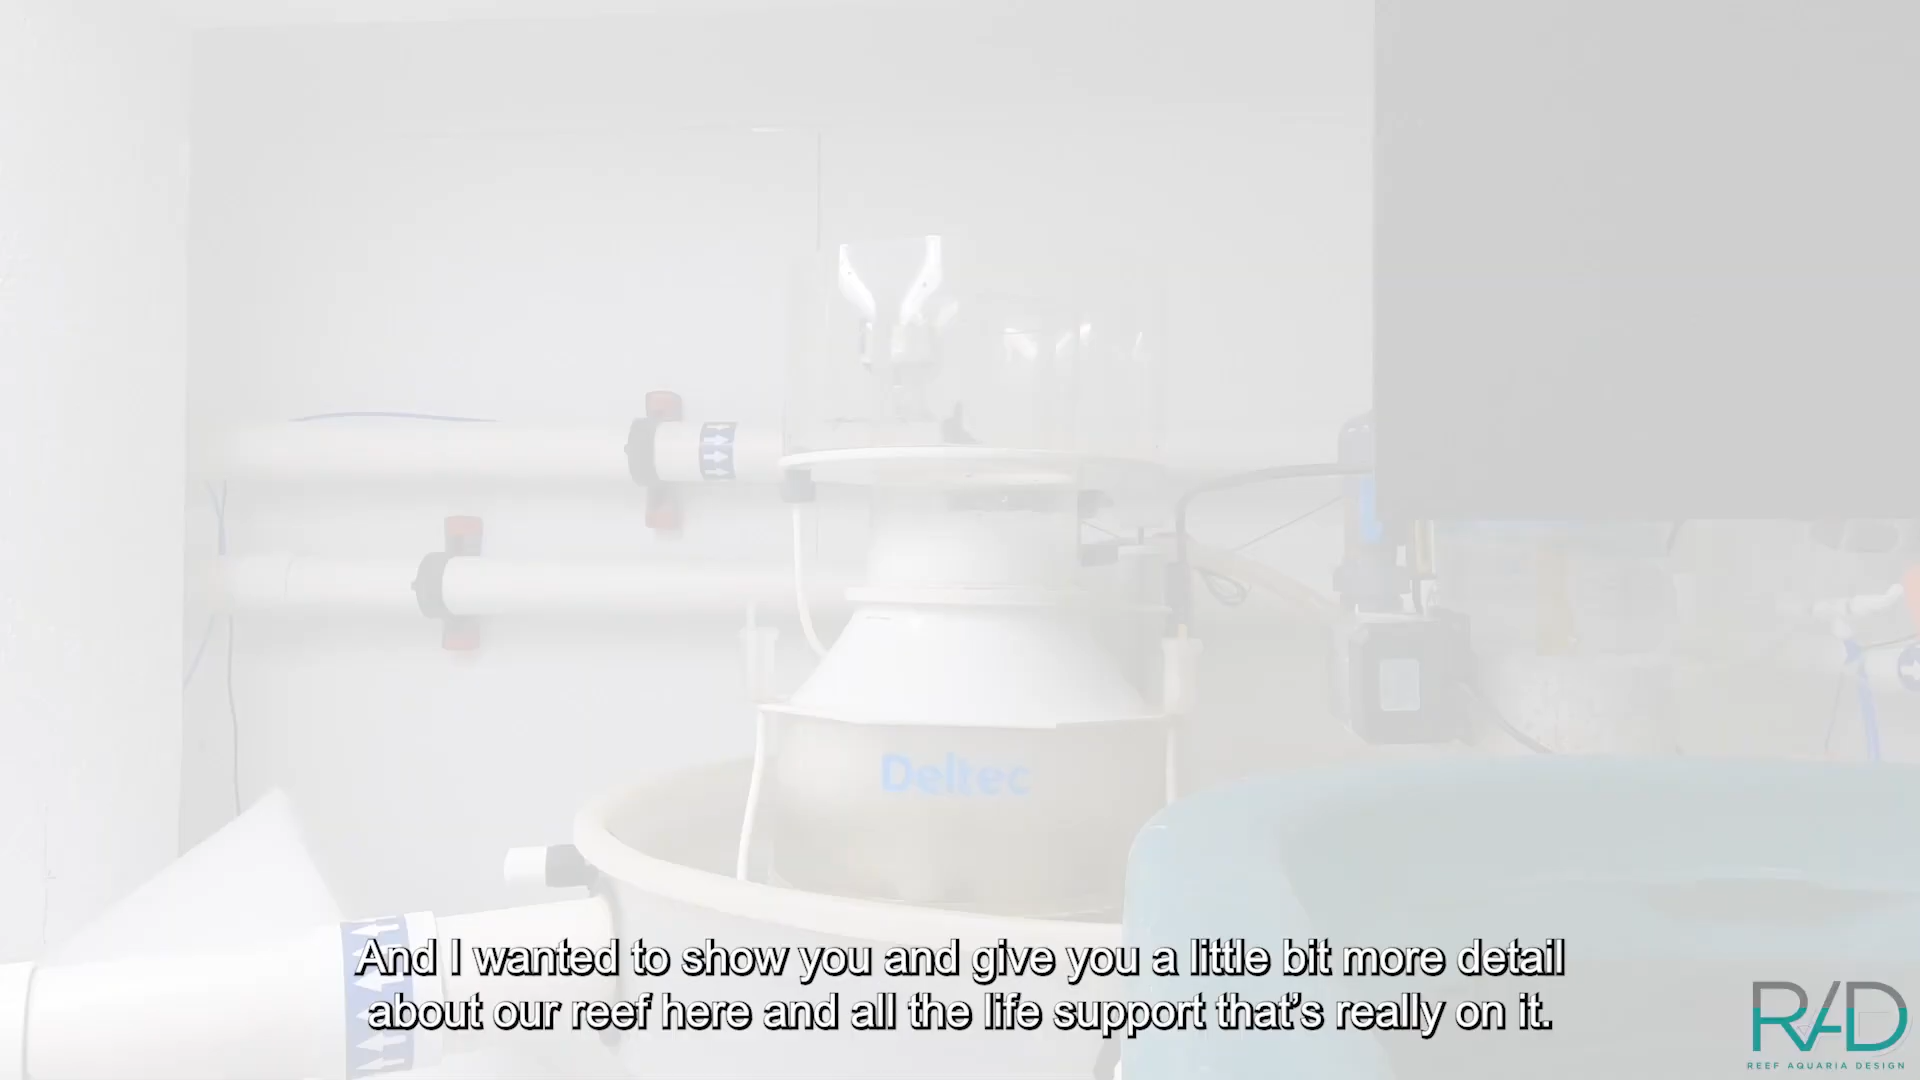 Deltec
And I wanted to show you and give you a little bit more detail
about our reef here and all the life support that's really on it.
RAD
REEF AQUARIA DESIGN